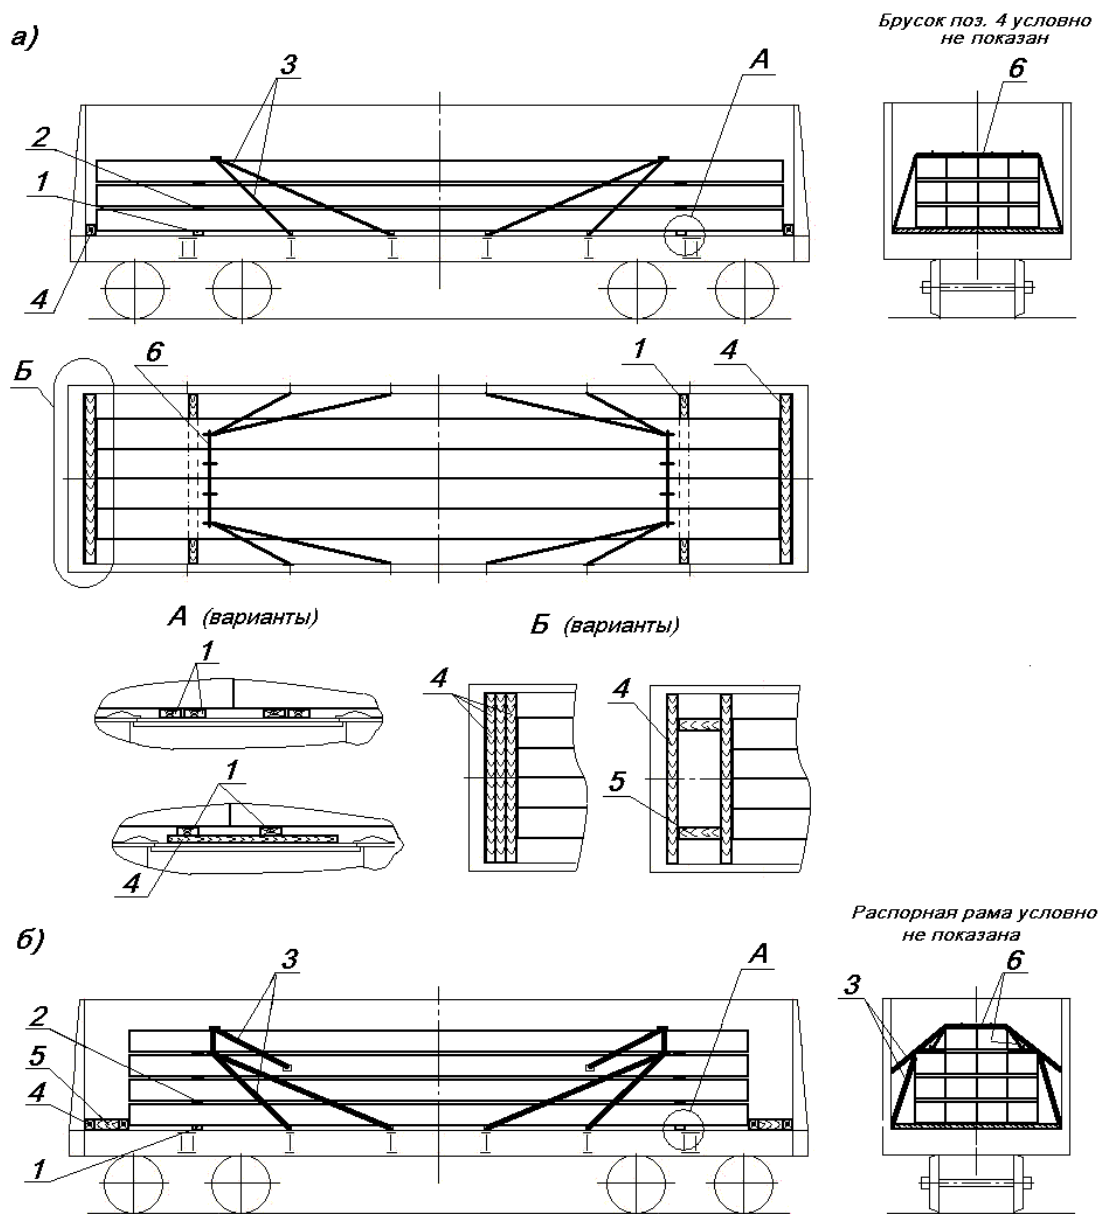 а)
Брусок поз. 4 условно
не показан
3
А
6
2
1
4
6
1
4
Б
А (варианты)
Б (варианты)
1
4
4
1
5
4
б)
Распорная рама условно
не показана
3
А
6
3
2
5
4
1